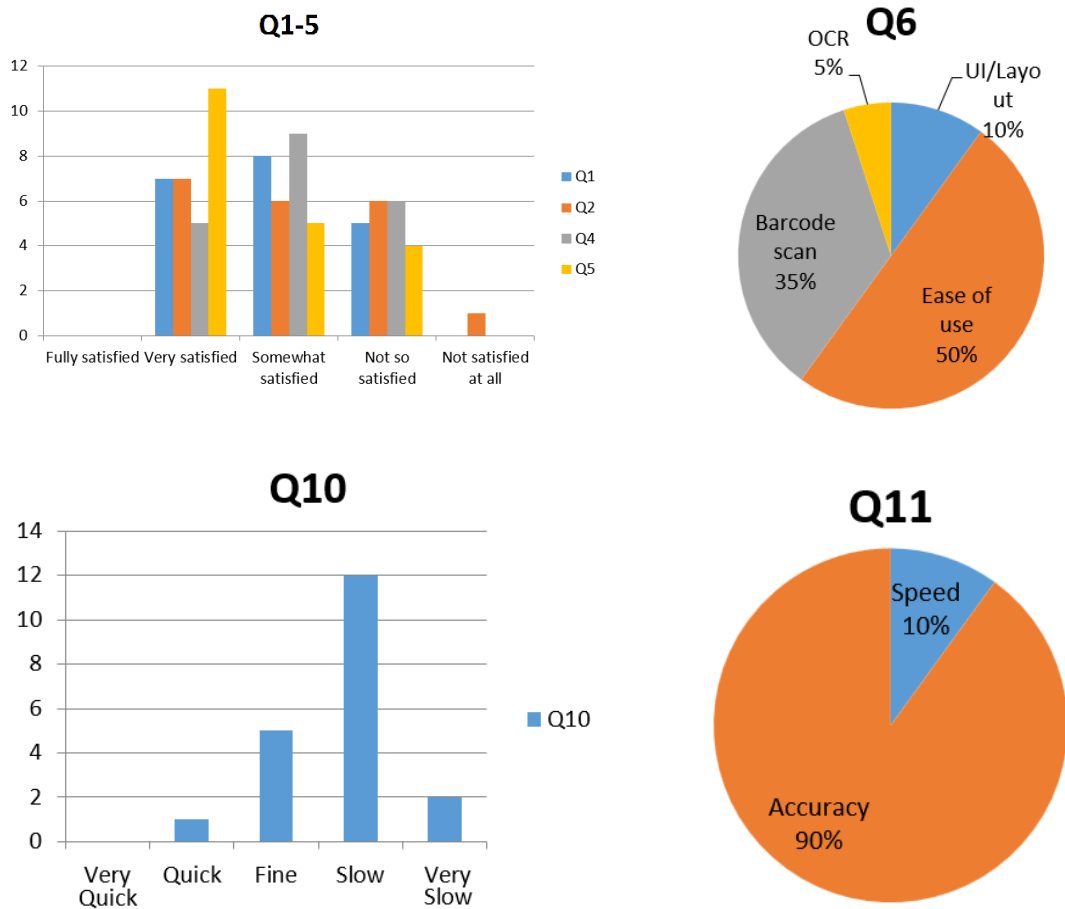 Q1-5
12
10
8
6
4
2
0
Fully satisfied
Very satisfied
Somewhat
satisfied
Not so
satisfied
Not satisfied
at all
Q1
Q2
Q4
Q5
Q6
OCR
5%
UI/Layo
ut
10%
Barcode
scan
35%
Ease of
use
50%
Q10
14
12
10
8
6
4
2
0
Very
Quick
Quick
Fine
Slow
Very
Slow
Q10
Q11
Speed
10%
Accuracy
90%